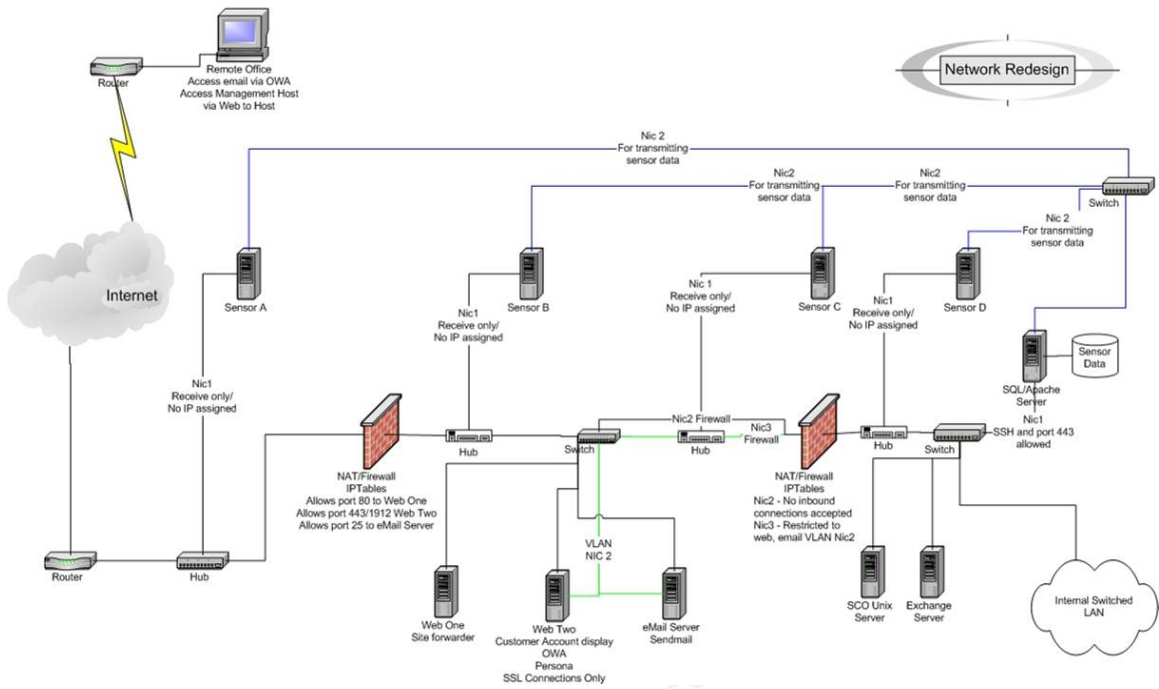 Network Redesign
Router
Remote Office
Access email via OWA
Access Management Host
via Web to Host
Nic 2
For transmitting
sensor data
Nic2
For transmitting
sensor data
Nic2
For transmitting
sensor data
Switch
Nic 2
For transmitting
sensor data
Internet
Sensor A
Sensor B
Sensor C
Sensor D
Nic1
Receive only/
No IP assigned
Nic1
Receive only/
No IP assigned
Nic 1
Receive only/
No IP assigned
Nic1
Receive only/
No IP assigned
Sensor
Data
SQL/Apache
Server
Nic1
SSH and port 443
allowed
Nic2 Firewall
Nic3
Firewall
Hub
Switch
Hub
Hub
Switch
NAT/Firewall
IPTables
Allows port 80 to Web One
Allows port 443/1912 Web Two
Allows port 25 to eMail Server
NAT/Firewall
IPTables
Nic2 - No inbound
connections accepted
Nic3 - Restricted to
web, email VLAN Nic2
VLAN
NIC 2
Router
Hub
Web One
Site forwarder
Web Two
Customer Account display
OWA
Persona
SSL Connections Only
eMail Server
Sendmail
SCO Unix
Server
Exchange
Server
Internal Switched
LAN